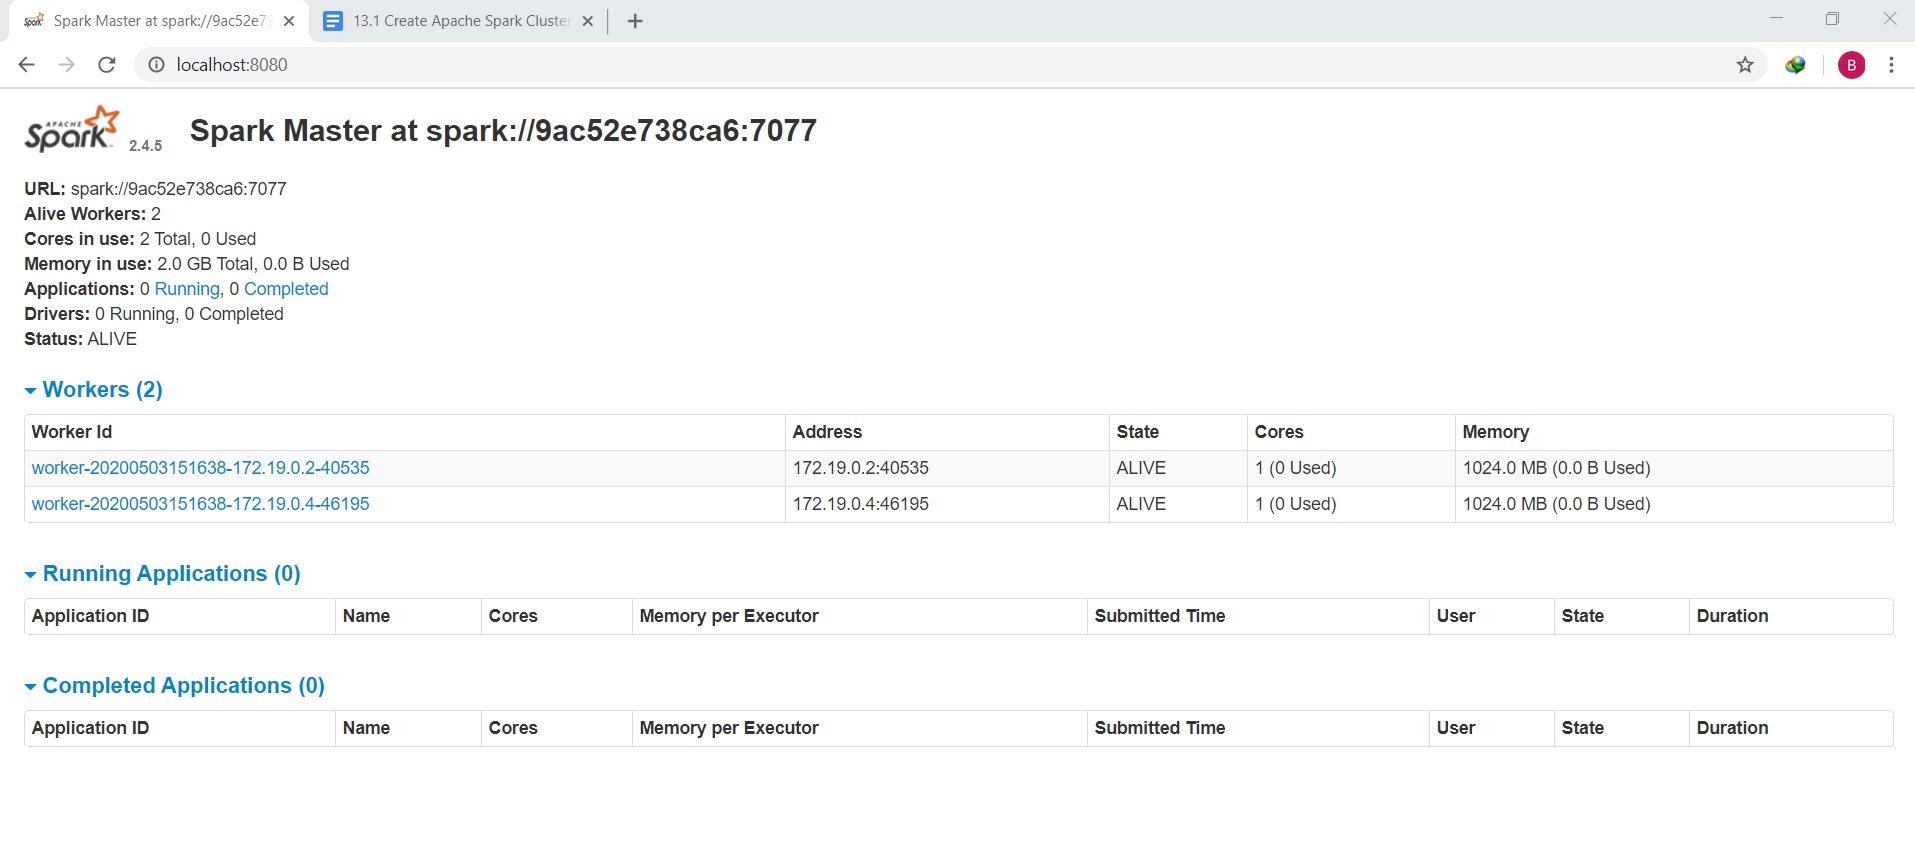 Spark Master at spark://9ac52e73
13.1 Create Apache Spark Cluster
localhost:8080
B
APACHE
Spark 2.4.5
Spark Master at spark://9ac52e738ca6:7077
URL: spark://9ac52e738ca6:7077
Alive Workers: 2
Cores in use: 2 Total, 0 Used
Memory in use: 2.0 GB Total, 0.0 B Used
Applications: 0 Running, 0 Completed
Drivers: 0 Running, 0 Completed
Status: ALIVE
Workers (2)
Worker Id Address State Cores Memory
worker-20200503151638-172.19.0.2-40535 172.19.0.2:40535 ALIVE 1 (0 Used) 1024.0 MB (0.0 B Used)
worker-20200503151638-172.19.0.4-46195 172.19.0.4:46195 ALIVE 1 (0 Used) 1024.0 MB (0.0 B Used)
Running Applications (0)
Application ID Name Cores Memory per Executor Submitted Time User State Duration
Completed Applications (0)
Application ID Name Cores Memory per Executor Submitted Time User State Duration